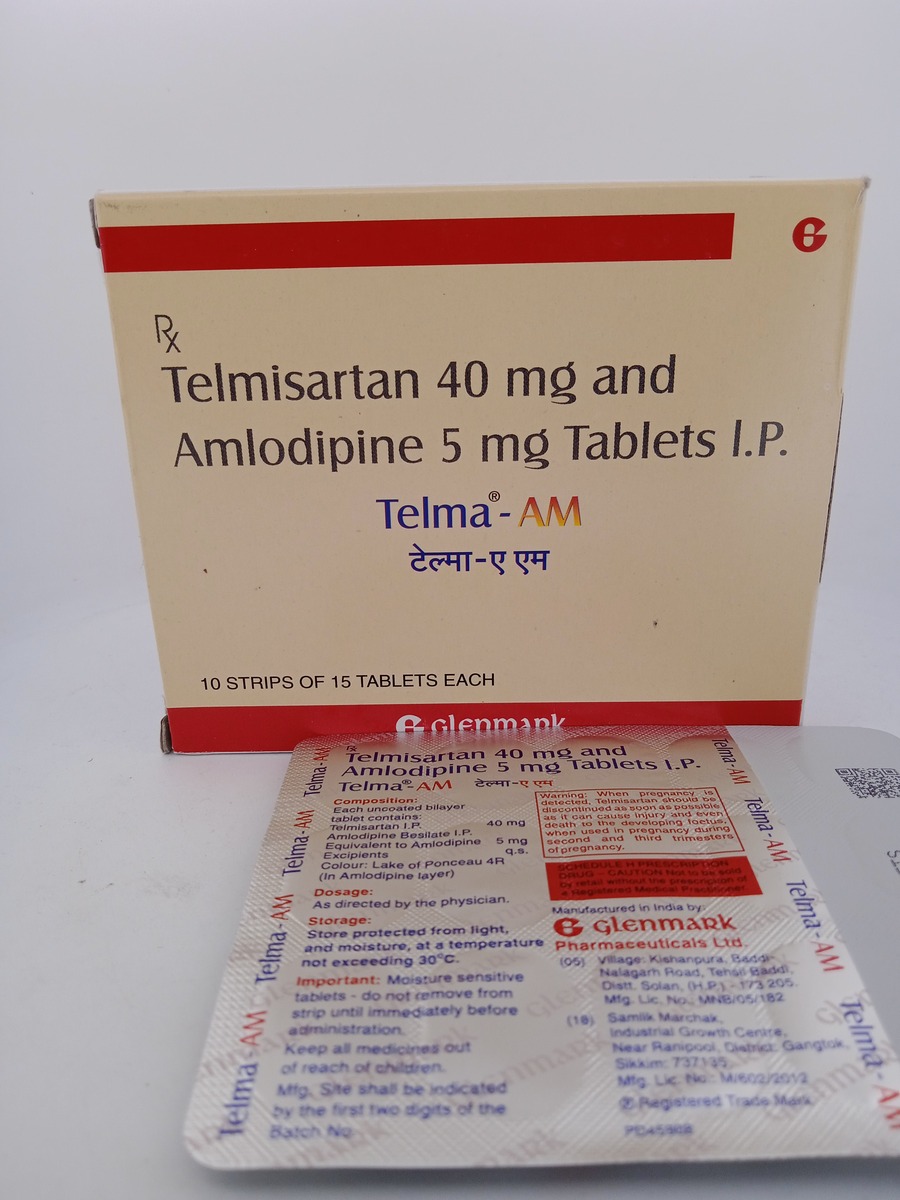 Rx
Telmisartan 40 mg and
Amlodipine 5 mg Tablets I.P.
Telma®-AM
टेल्मा-ए एम
10 STRIPS OF 15 TABLETS EACH
Glenmark
Rx
Telmisartan 40 mg and
Amlodipine 5 mg Tablets I.P.
Telma®-AM टेल्मा-ए एम
Composition:
Each uncoated bilayer
tablet contains:
Telmisartan I.P. 40 mg
Amlodipine Besilate I.P.
Equivalent to Amlodipine 5 mg
Excipients q.s.
Colour: Lake of Ponceau 4R
(In Amlodipine layer)
Dosage:
As directed by the physician.
Storage:
Store protected from light,
and moisture, at a temperature
not exceeding 30°C.
Important: Moisture sensitive
tablets - do not remove from
strip until immediately before
administration.
Keep all medicines out
of reach of children.
Mfg. Site shall be indicated
by the first two digits of the
Batch No.
Warning: When pregnancy is
detected, Telmisartan should be
discontinued as soon as possible
as it can cause injury and even
death to the developing foetus,
when used in pregnancy during
second and third trimesters
of pregnancy.
SCHEDULE H PRESCRIPTION
DRUG - CAUTION Not to be sold
by retail without the prescription of
a Registered Medical Practitioner
Manufactured in India by:
Glenmark
Pharmaceuticals Ltd.
(05) Village: Kishanpura, Baddi-
Nalagarh Road, Tehsil Baddi,
Distt. Solan, (H.P.) - 173 205.
Mfg. Lic. No., MNB/05/182
(18) Samlik Marchak,
Industrial Growth Centre,
Near Ranipool, District: Gangtok,
Sikkim: 737135
Mfg. Lic. No.: M/602/2012
® Registered Trade Mark
Telma-AM
Telma-AM
Telma-AM
Telma-AM
Telma-AM
Telma-AM
Telma-AM
Telma-AM